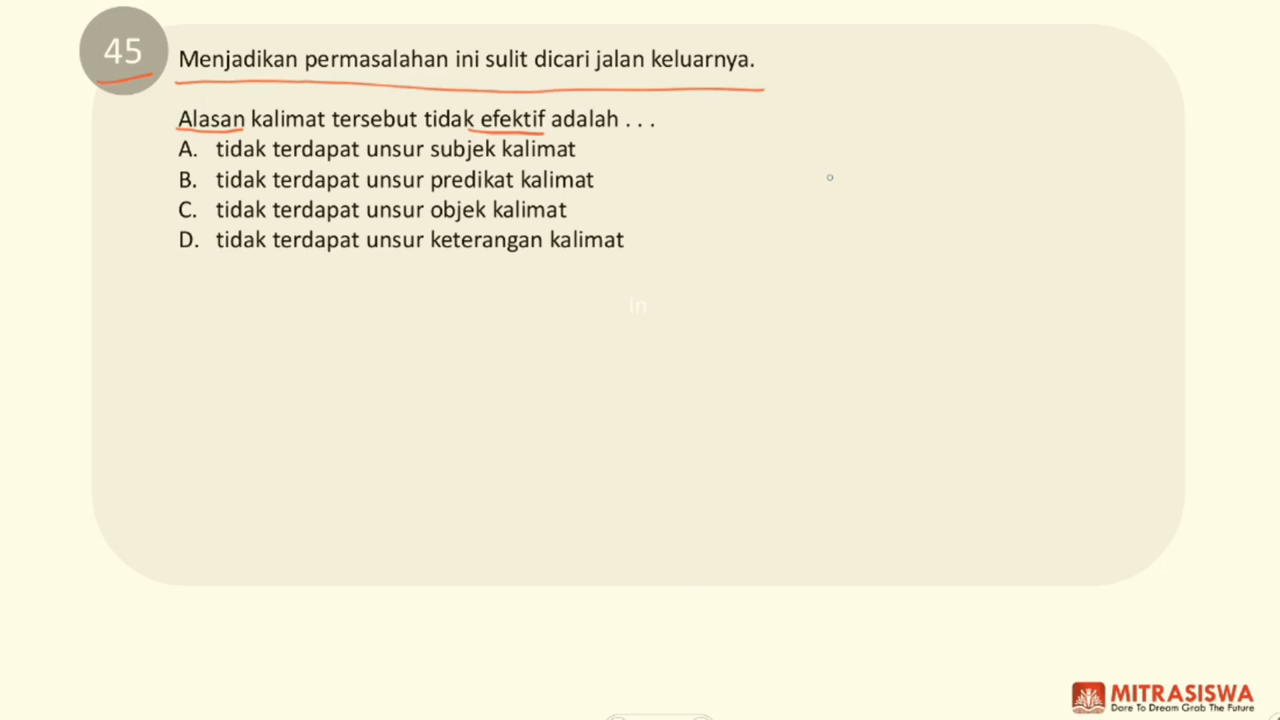 45
Menjadikan permasalahan ini sulit dicari jalan keluarnya.
Alasan kalimat tersebut tidak efektif adalah . . .
A. tidak terdapat unsur subjek kalimat
B. tidak terdapat unsur predikat kalimat
C. tidak terdapat unsur objek kalimat
D. tidak terdapat unsur keterangan kalimat
in
MITRASISWA
Dare To Dream Grab The Future